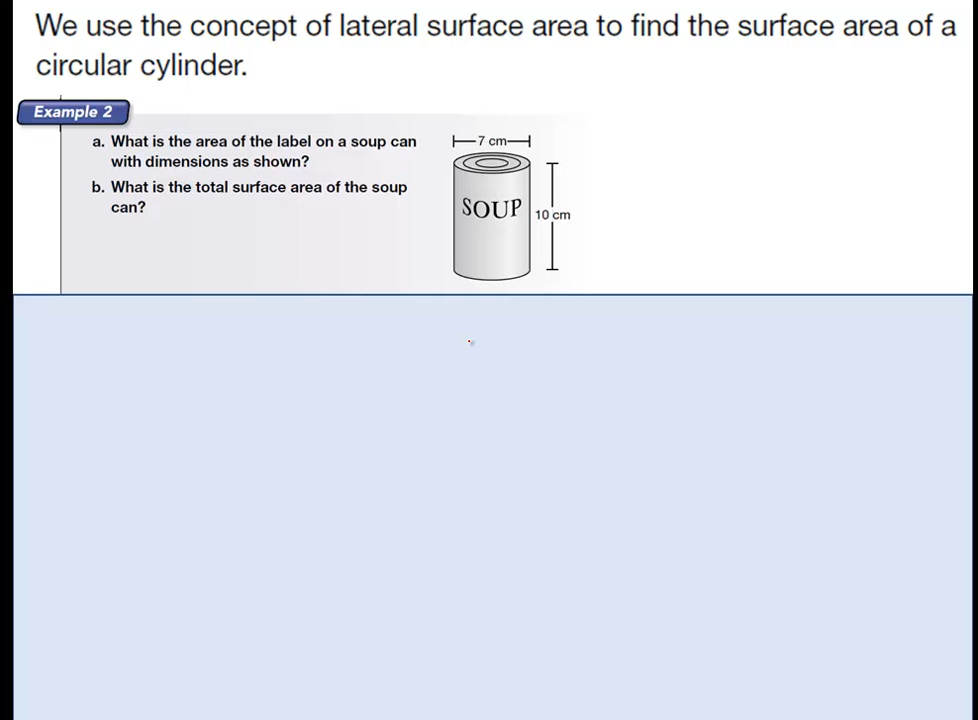 We use the concept of lateral surface area to find the surface area of a
circular cylinder.
Example 2
a. What is the area of the label on a soup can
with dimensions as shown?
b. What is the total surface area of the soup
can?
7 cm
SOUP
10 cm